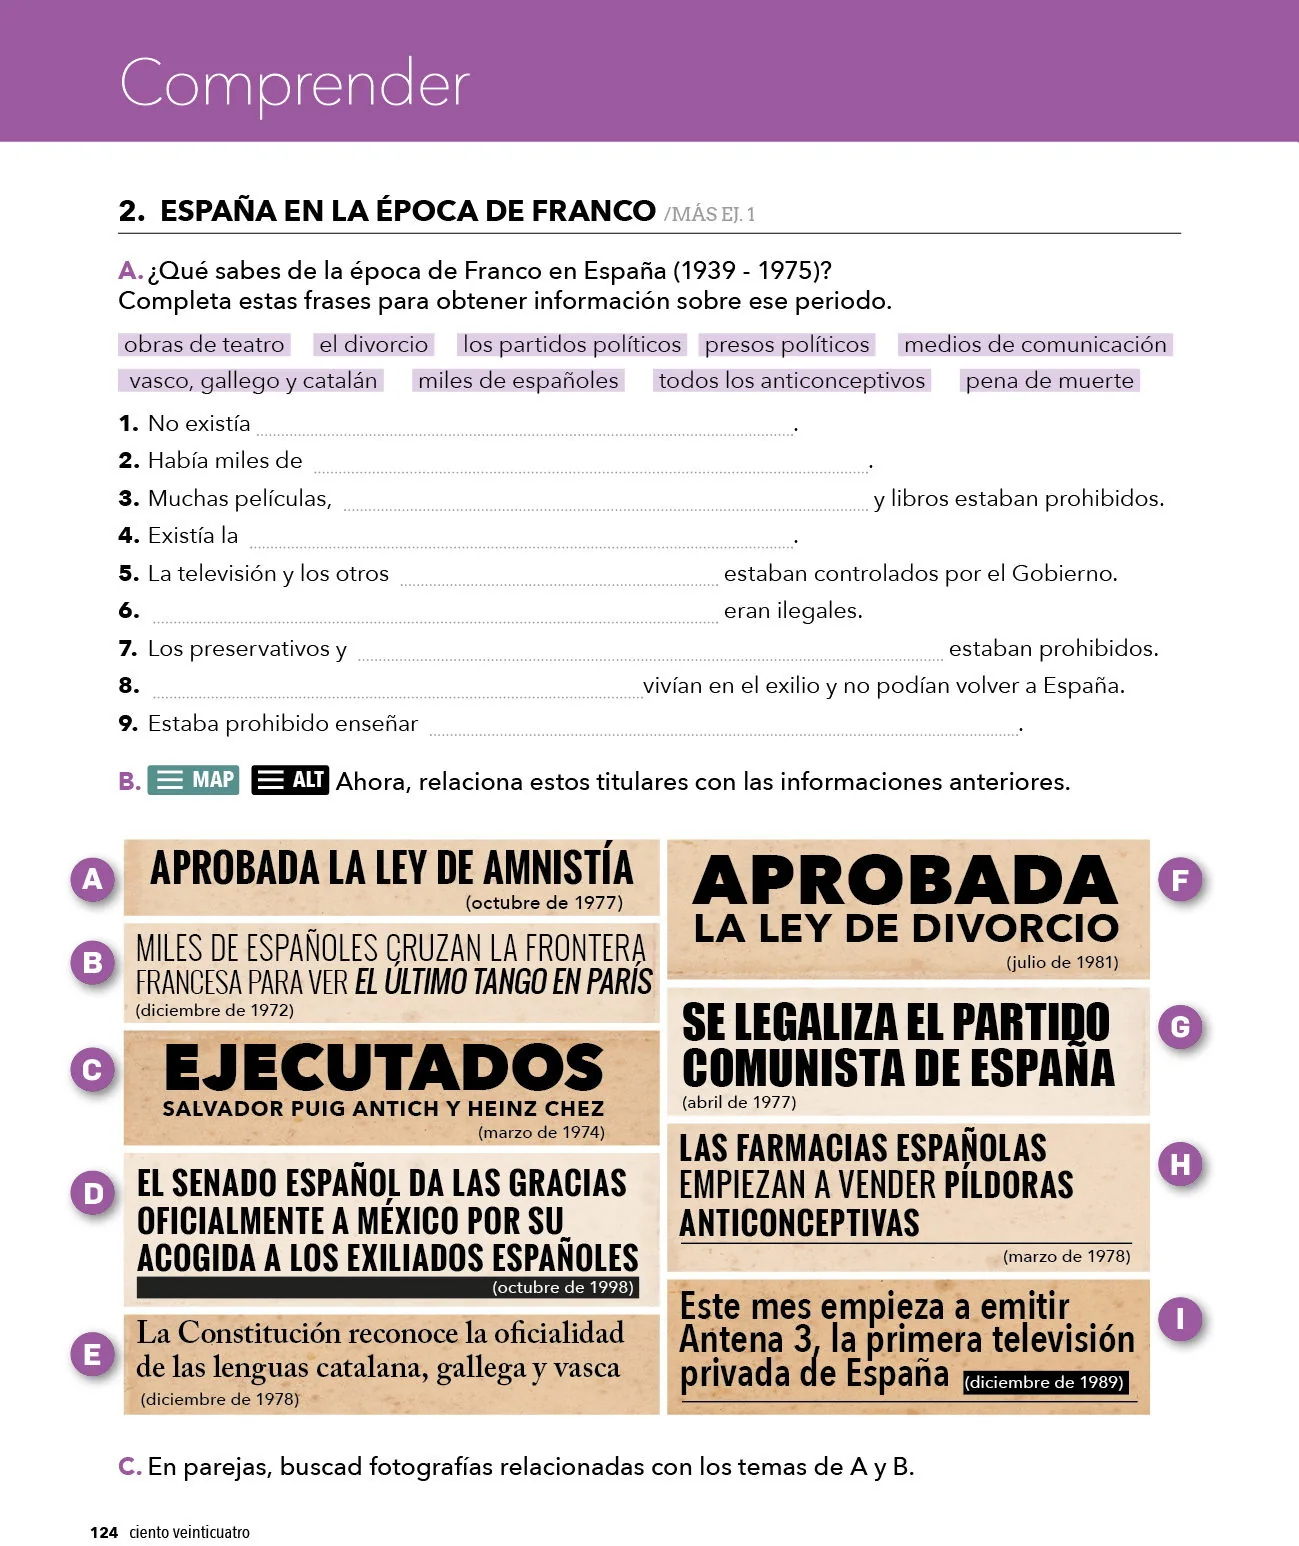 Comprender
2. ESPAÑA EN LA ÉPOCA DE FRANCO /MÁS EJ. 1
A. ¿Qué sabes de la época de Franco en España (1939 - 1975)?
Completa estas frases para obtener información sobre ese periodo.
obras de teatro el divorcio los partidos políticos presos políticos medios de comunicación
vasco, gallego y catalán miles de españoles todos los anticonceptivos pena de muerte
1. No existía .
2. Había miles de .
3. Muchas películas, y libros estaban prohibidos.
4. Existía la .
5. La televisión y los otros estaban controlados por el Gobierno.
6. eran ilegales.
7. Los preservativos y estaban prohibidos.
8. vivían en el exilio y no podían volver a España.
9. Estaba prohibido enseñar .
B. MAP ALT Ahora, relaciona estos titulares con las informaciones anteriores.
A
APROBADA LA LEY DE AMNISTÍA
(octubre de 1977)
B
MILES DE ESPAÑOLES CRUZAN LA FRONTERA
FRANCESA PARA VER EL ÚLTIMO TANGO EN PARÍS
(diciembre de 1972)
C
EJECUTADOS
SALVADOR PUIG ANTICH Y HEINZ CHEZ
(marzo de 1974)
D
EL SENADO ESPAÑOL DA LAS GRACIAS
OFICIALMENTE A MÉXICO POR SU
ACOGIDA A LOS EXILIADOS ESPAÑOLES
(octubre de 1998)
E
La Constitución reconoce la oficialidad
de las lenguas catalana, gallega y vasca
(diciembre de 1978)
F
APROBADA
LA LEY DE DIVORCIO
(julio de 1981)
G
SE LEGALIZA EL PARTIDO
COMUNISTA DE ESPAÑA
(abril de 1977)
H
LAS FARMACIAS ESPAÑOLAS
EMPIEZAN A VENDER PÍLDORAS
ANTICONCEPTIVAS
(marzo de 1978)
I
Este mes empieza a emitir
Antena 3, la primera televisión
privada de España (diciembre de 1989)
C. En parejas, buscad fotografías relacionadas con los temas de A y B.
124 ciento veinticuatro